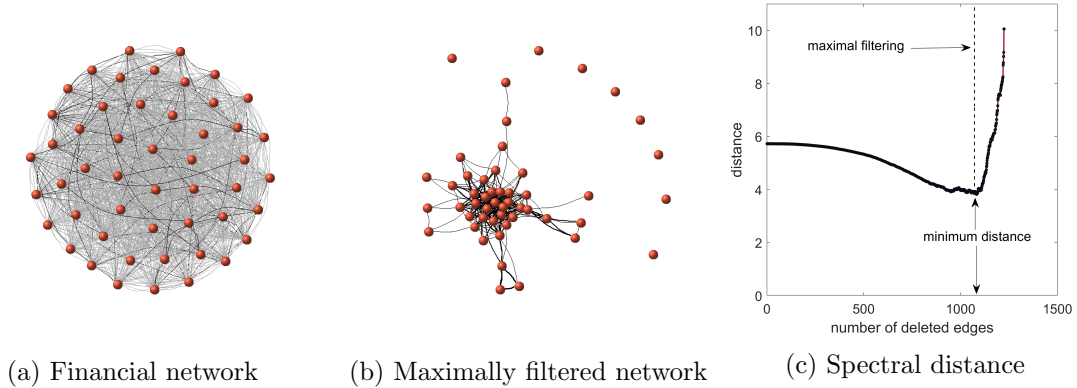 10
8
6
4
2
0
distance
maximal filtering
minimum distance
0
500
1000
1500
number of deleted edges
(a) Financial network
(b) Maximally filtered network
(c) Spectral distance